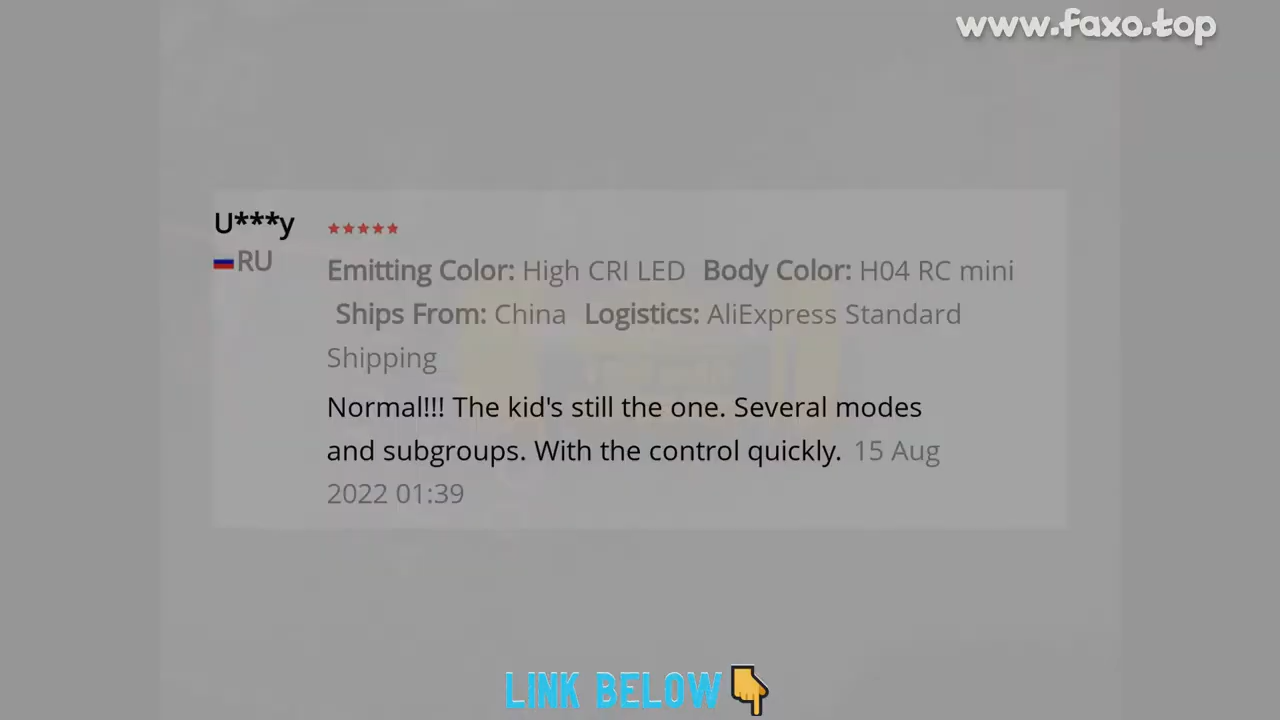 www.faxo.top
U***y
RU
Emitting Color: High CRI LED Body Color: H04 RC mini
Ships From: China Logistics: AliExpress Standard
Shipping
Normal!!! The kid's still the one. Several modes
and subgroups. With the control quickly. 15 Aug
2022 01:39
LINK BELOW